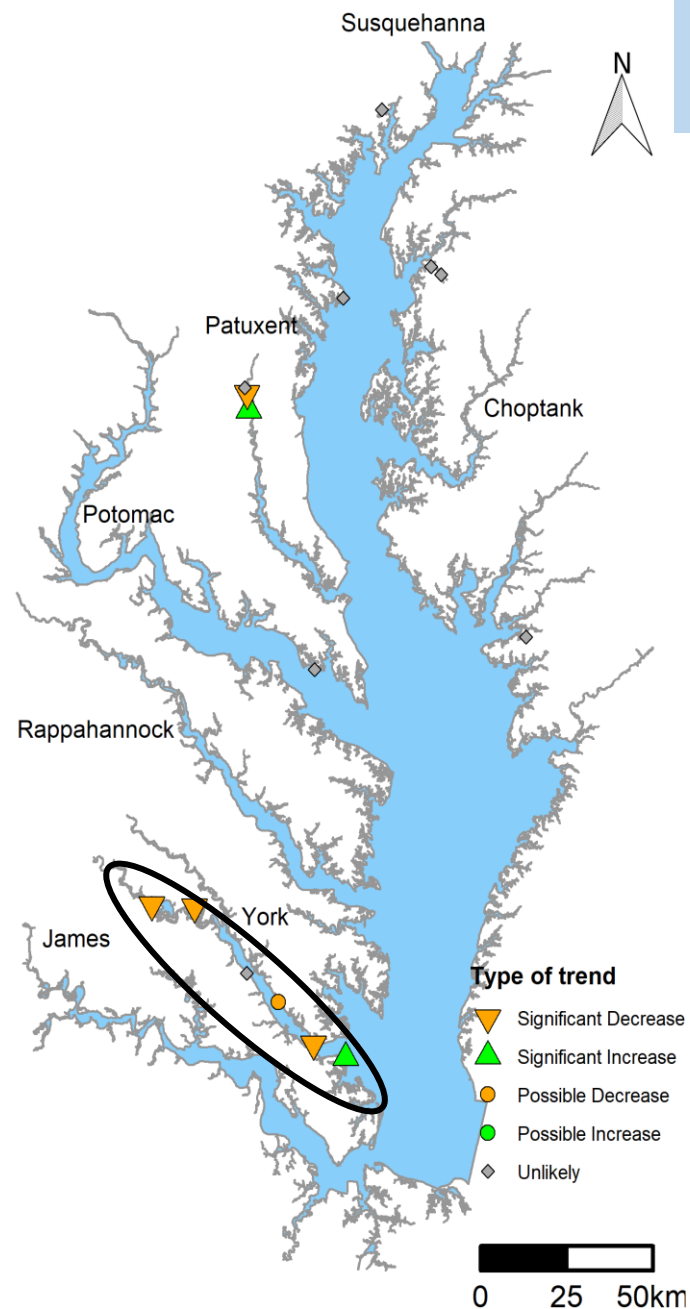 Susquehanna
N
Patuxent
Choptank
Potomac
Rappahannock
York
James
Type of trend
Significant Decrease
Significant Increase
Possible Decrease
Possible Increase
Unlikely
0 25 50km